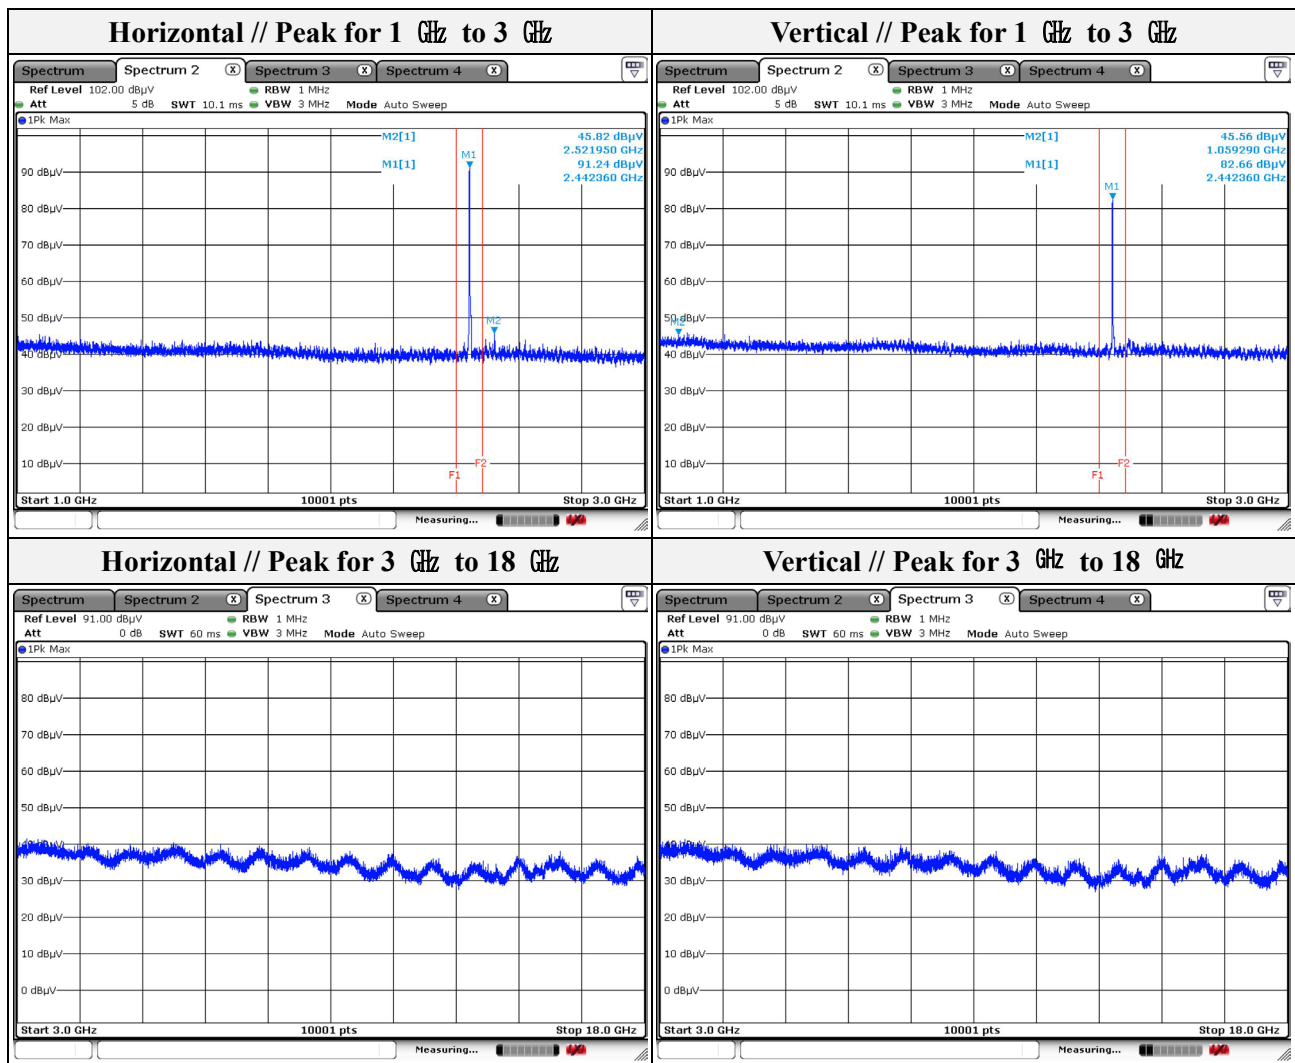 Horizontal // Peak for 1 ㎓ to 3 ㎓
Spectrum Spectrum 2 X Spectrum 3 X Spectrum 4 X
Ref Level 102.00 dBµV RBW 1 MHz
Att 5 dB SWT 10.1 ms VBW 3 MHz Mode Auto Sweep
1Pk Max
M2[1] 45.82 dBµV
2.521950 GHz
M1[1] 91.24 dBµV
2.442360 GHz
M1
90 dBµV
80 dBµV
70 dBµV
60 dBµV
50 dBµV
M2
40 dBµV
30 dBµV
20 dBµV
10 dBµV
F1
F2
Start 1.0 GHz 10001 pts Stop 3.0 GHz
Measuring...
Vertical // Peak for 1 ㎓ to 3 ㎓
Spectrum Spectrum 2 X Spectrum 3 X Spectrum 4 X
Ref Level 102.00 dBµV RBW 1 MHz
Att 5 dB SWT 10.1 ms VBW 3 MHz Mode Auto Sweep
1Pk Max
M2[1] 45.56 dBµV
1.059290 GHz
M1[1] 82.66 dBµV
2.442360 GHz
M1
90 dBµV
80 dBµV
70 dBµV
60 dBµV
50 dBµV
M2
40 dBµV
30 dBµV
20 dBµV
10 dBµV
F1
F2
Start 1.0 GHz 10001 pts Stop 3.0 GHz
Measuring...
Horizontal // Peak for 3 ㎓ to 18 ㎓
Spectrum Spectrum 2 X Spectrum 3 X Spectrum 4 X
Ref Level 91.00 dBµV RBW 1 MHz
Att 0 dB SWT 60 ms VBW 3 MHz Mode Auto Sweep
1Pk Max
80 dBµV
70 dBµV
60 dBµV
50 dBµV
40 dBµV
30 dBµV
20 dBµV
10 dBµV
0 dBµV
Start 3.0 GHz 10001 pts Stop 18.0 GHz
Measuring...
Vertical // Peak for 3 ㎓ to 18 ㎓
Spectrum Spectrum 2 X Spectrum 3 X Spectrum 4 X
Ref Level 91.00 dBµV RBW 1 MHz
Att 0 dB SWT 60 ms VBW 3 MHz Mode Auto Sweep
1Pk Max
80 dBµV
70 dBµV
60 dBµV
50 dBµV
40 dBµV
30 dBµV
20 dBµV
10 dBµV
0 dBµV
Start 3.0 GHz 10001 pts Stop 18.0 GHz
Measuring...